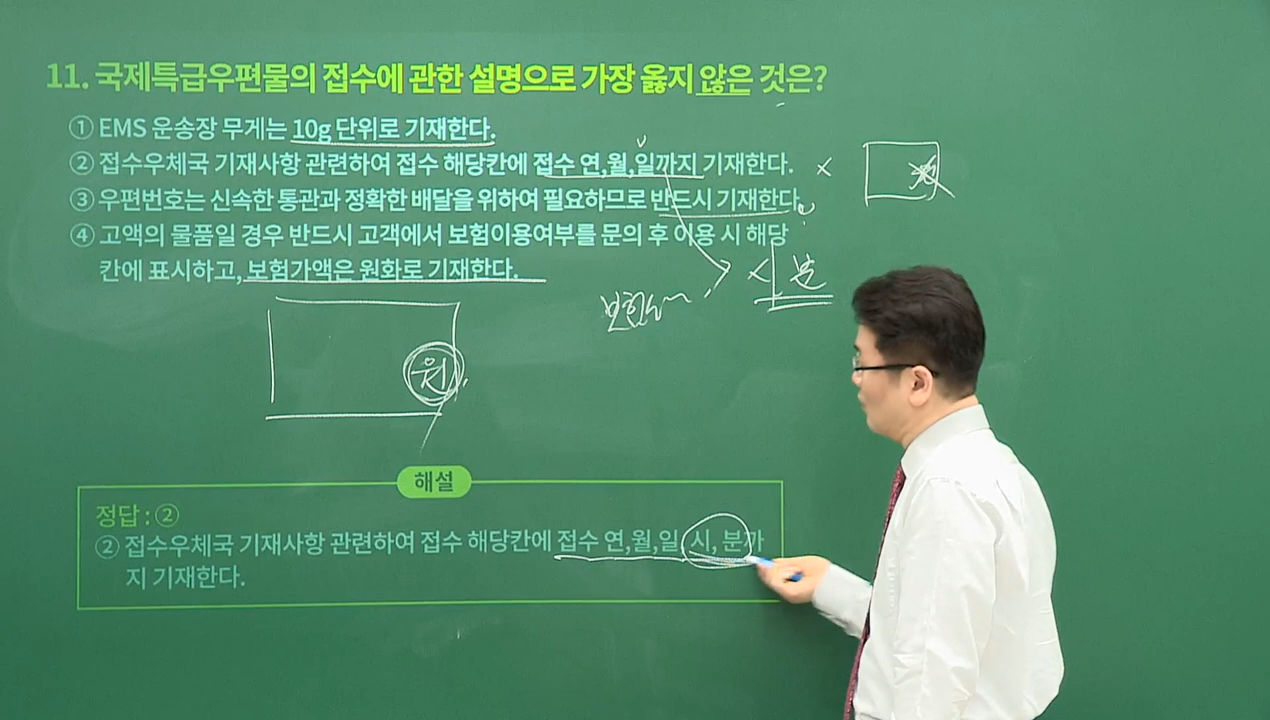 11. 국제특급우편물의 접수에 관한 설명으로 가장 옳지 않은 것은?
① EMS 운송장 무게는 10g 단위로 기재한다.
② 접수우체국 기재사항 관련하여 접수 해당칸에 접수 연,월,일까지 기재한다.
③ 우편번호는 신속한 통관과 정확한 배달을 위하여 필요하므로 반드시 기재한다.
④ 고액의 물품일 경우 반드시 고객에서 보험이용여부를 문의 후 이용 시 해당
칸에 표시하고, 보험가액은 원화로 기재한다.
분
원
해설
정답 : ②
② 접수우체국 기재사항 관련하여 접수 해당칸에 접수 연,월,일 시, 분까
지 기재한다.